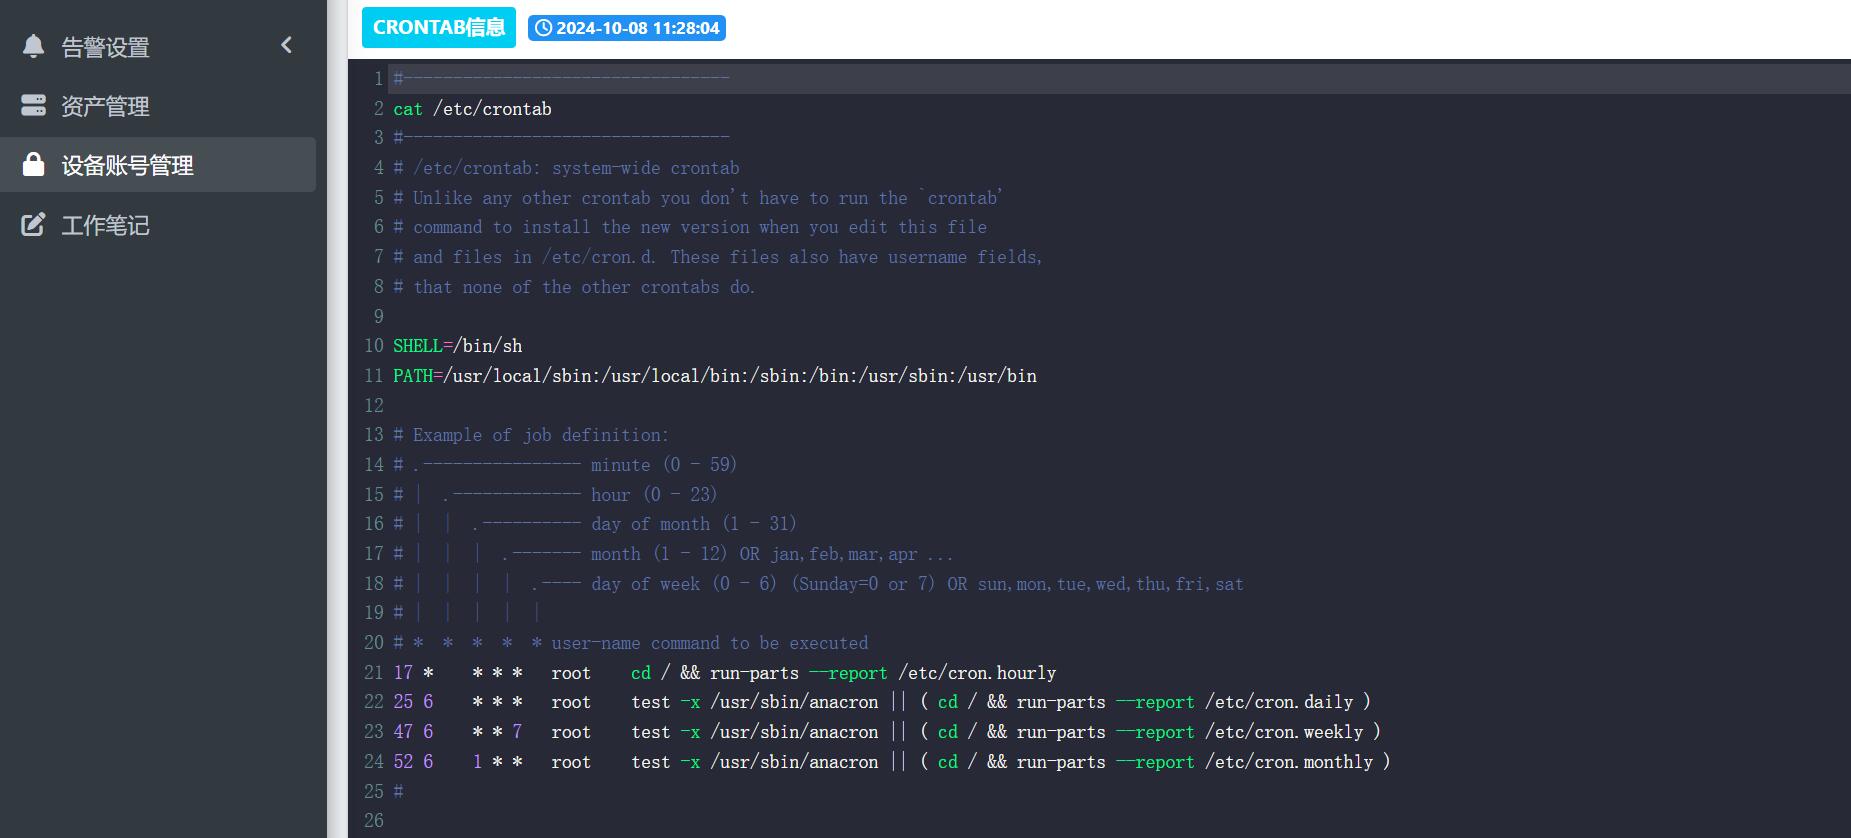 告警设置
资产管理
设备账号管理
工作笔记
CRONTAB信息 2024-10-08 11:28:04
1 #---------------------------------
2 cat /etc/crontab
3 #---------------------------------
4 # /etc/crontab: system-wide crontab
5 # Unlike any other crontab you don't have to run the `crontab'
6 # command to install the new version when you edit this file
7 # and files in /etc/cron.d. These files also have username fields,
8 # that none of the other crontabs do.
9
10 SHELL=/bin/sh
11 PATH=/usr/local/sbin:/usr/local/bin:/sbin:/bin:/usr/sbin:/usr/bin
12
13 # Example of job definition:
14 # .---------------- minute (0 - 59)
15 # |  .------------- hour (0 - 23)
16 # |  |  .---------- day of month (1 - 31)
17 # |  |  |  .------- month (1 - 12) OR jan,feb,mar,apr ...
18 # |  |  |  |  .---- day of week (0 - 6) (Sunday=0 or 7) OR sun,mon,tue,wed,thu,fri,sat
19 # |  |  |  |  |
20 # *  *  *  *  * user-name command to be executed
21 17 *    * * *   root    cd / && run-parts --report /etc/cron.hourly
22 25 6    * * *   root    test -x /usr/sbin/anacron || ( cd / && run-parts --report /etc/cron.daily )
23 47 6    * * 7   root    test -x /usr/sbin/anacron || ( cd / && run-parts --report /etc/cron.weekly )
24 52 6    1 * *   root    test -x /usr/sbin/anacron || ( cd / && run-parts --report /etc/cron.monthly )
25 #
26